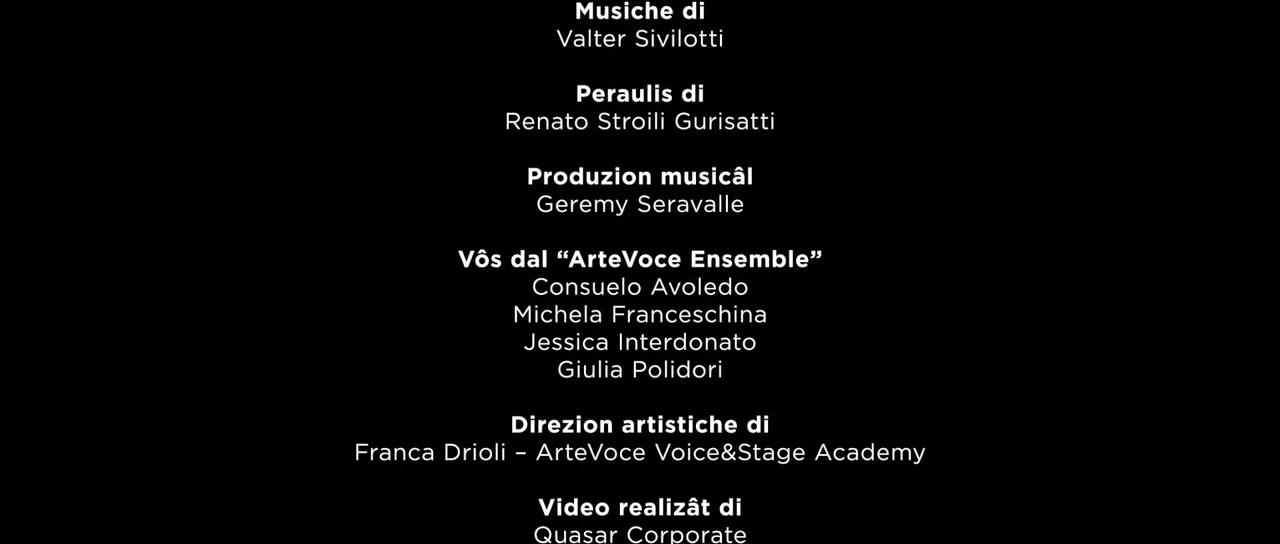 Musiche di
Valter Sivilotti
Peraulis di
Renato Stroili Gurisatti
Produzion musicâl
Geremy Seravalle
Vôs dal “ArteVoce Ensemble”
Consuelo Avoledo
Michela Franceschina
Jessica Interdonato
Giulia Polidori
Direzion artistiche di
Franca Drioli – ArteVoce Voice&Stage Academy
Video realizât di
Quasar Corporate